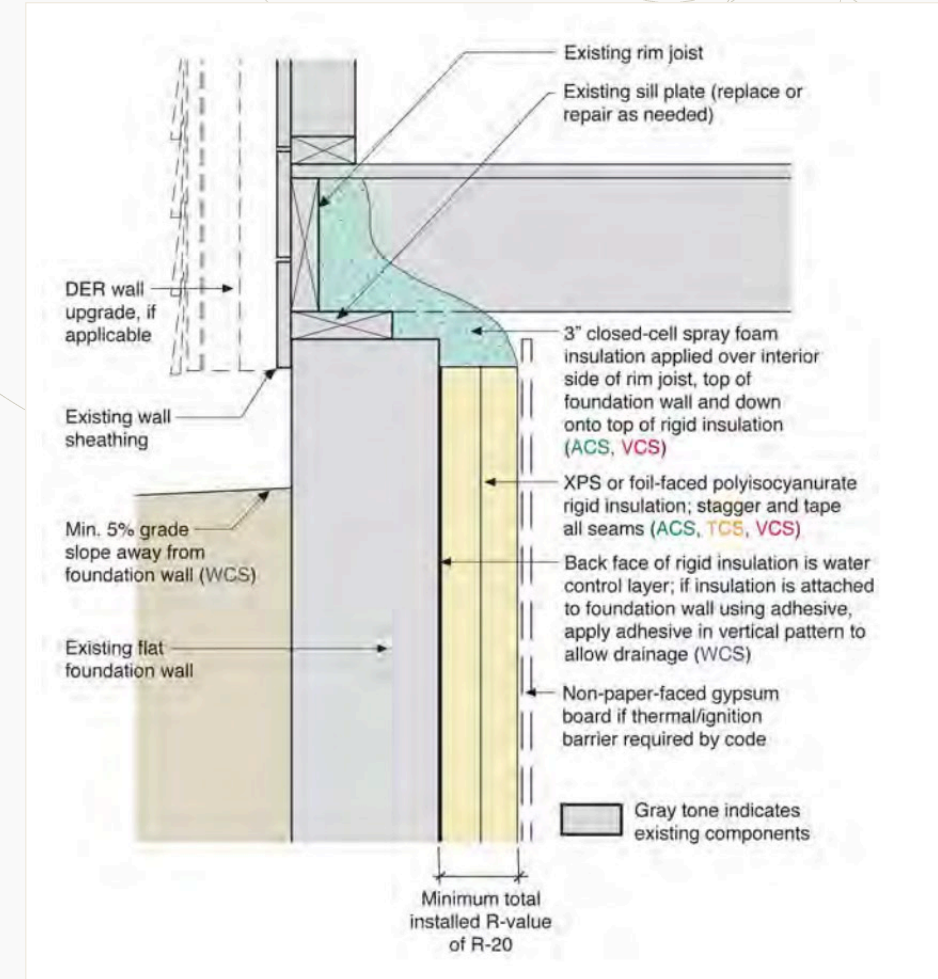 Existing rim joist
Existing sill plate (replace or
repair as needed)
DER wall
upgrade, if
applicable
3" closed-cell spray foam
insulation applied over interior
side of rim joist, top of
foundation wall and down
onto top of rigid insulation
(ACS, VCS)
Existing wall
sheathing
XPS or foil-faced polyisocyanurate
rigid insulation; stagger and tape
all seams (ACS, TCS, VCS)
Min. 5% grade
slope away from
foundation wall (WCS)
Back face of rigid insulation is water
control layer; if insulation is attached
to foundation wall using adhesive,
apply adhesive in vertical pattern to
allow drainage (WCS)
Existing flat
foundation wall
Non-paper-faced gypsum
board if thermal/ignition
barrier required by code
Gray tone indicates
existing components
Minimum total
installed R-value
of R-20